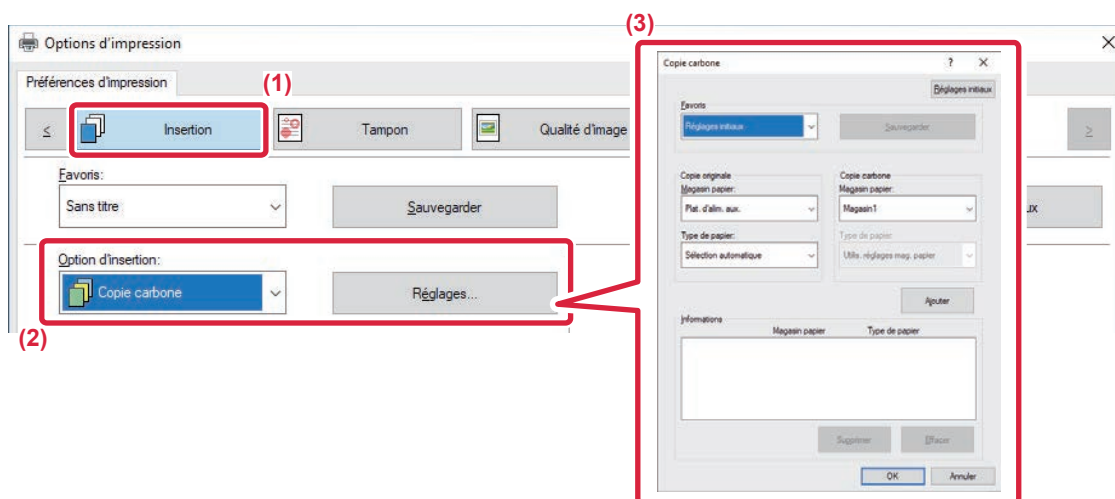 (3)
Options d'impression
Préférences d'impression
(1)
< Insertion Tampon Qualité d'image >
Favoris:
Sans titre Sauvegarder ux
Option d'insertion:
Copie carbone Réglages...
(2)
Copie carbone ? X
Réglages initiaux
Favoris
Réglages initiaux Sauvegarder
Copie originale Copie carbone
Magasin papier: Magasin papier:
Plat. d'alim. aux. Magasin1
Type de papier: Type de papier:
Sélection automatique Utilis. réglages mag. papier
Ajouter
Informations
Magasin papier Type de papier
Supprimer Effacer
OK Annuler